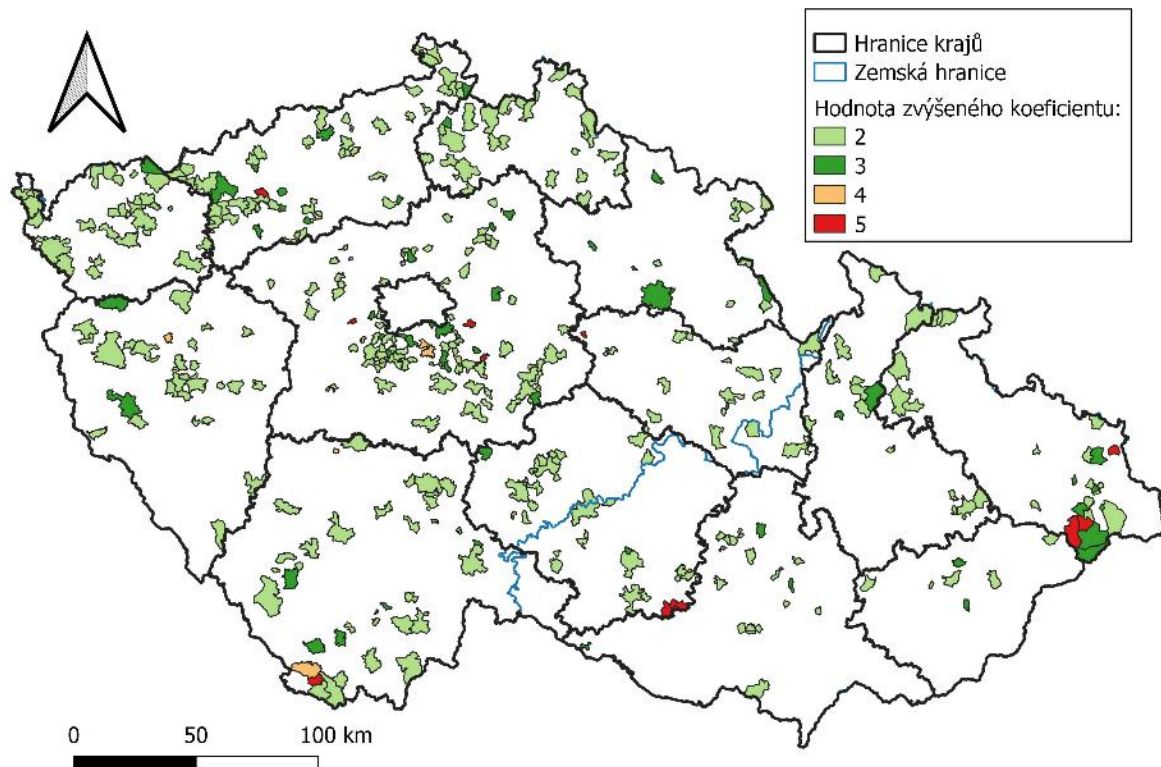 Hranice krajů
Zemská hranice
Hodnota zvýšeného koeficientu:
2
3
4
5
0 50 100 km